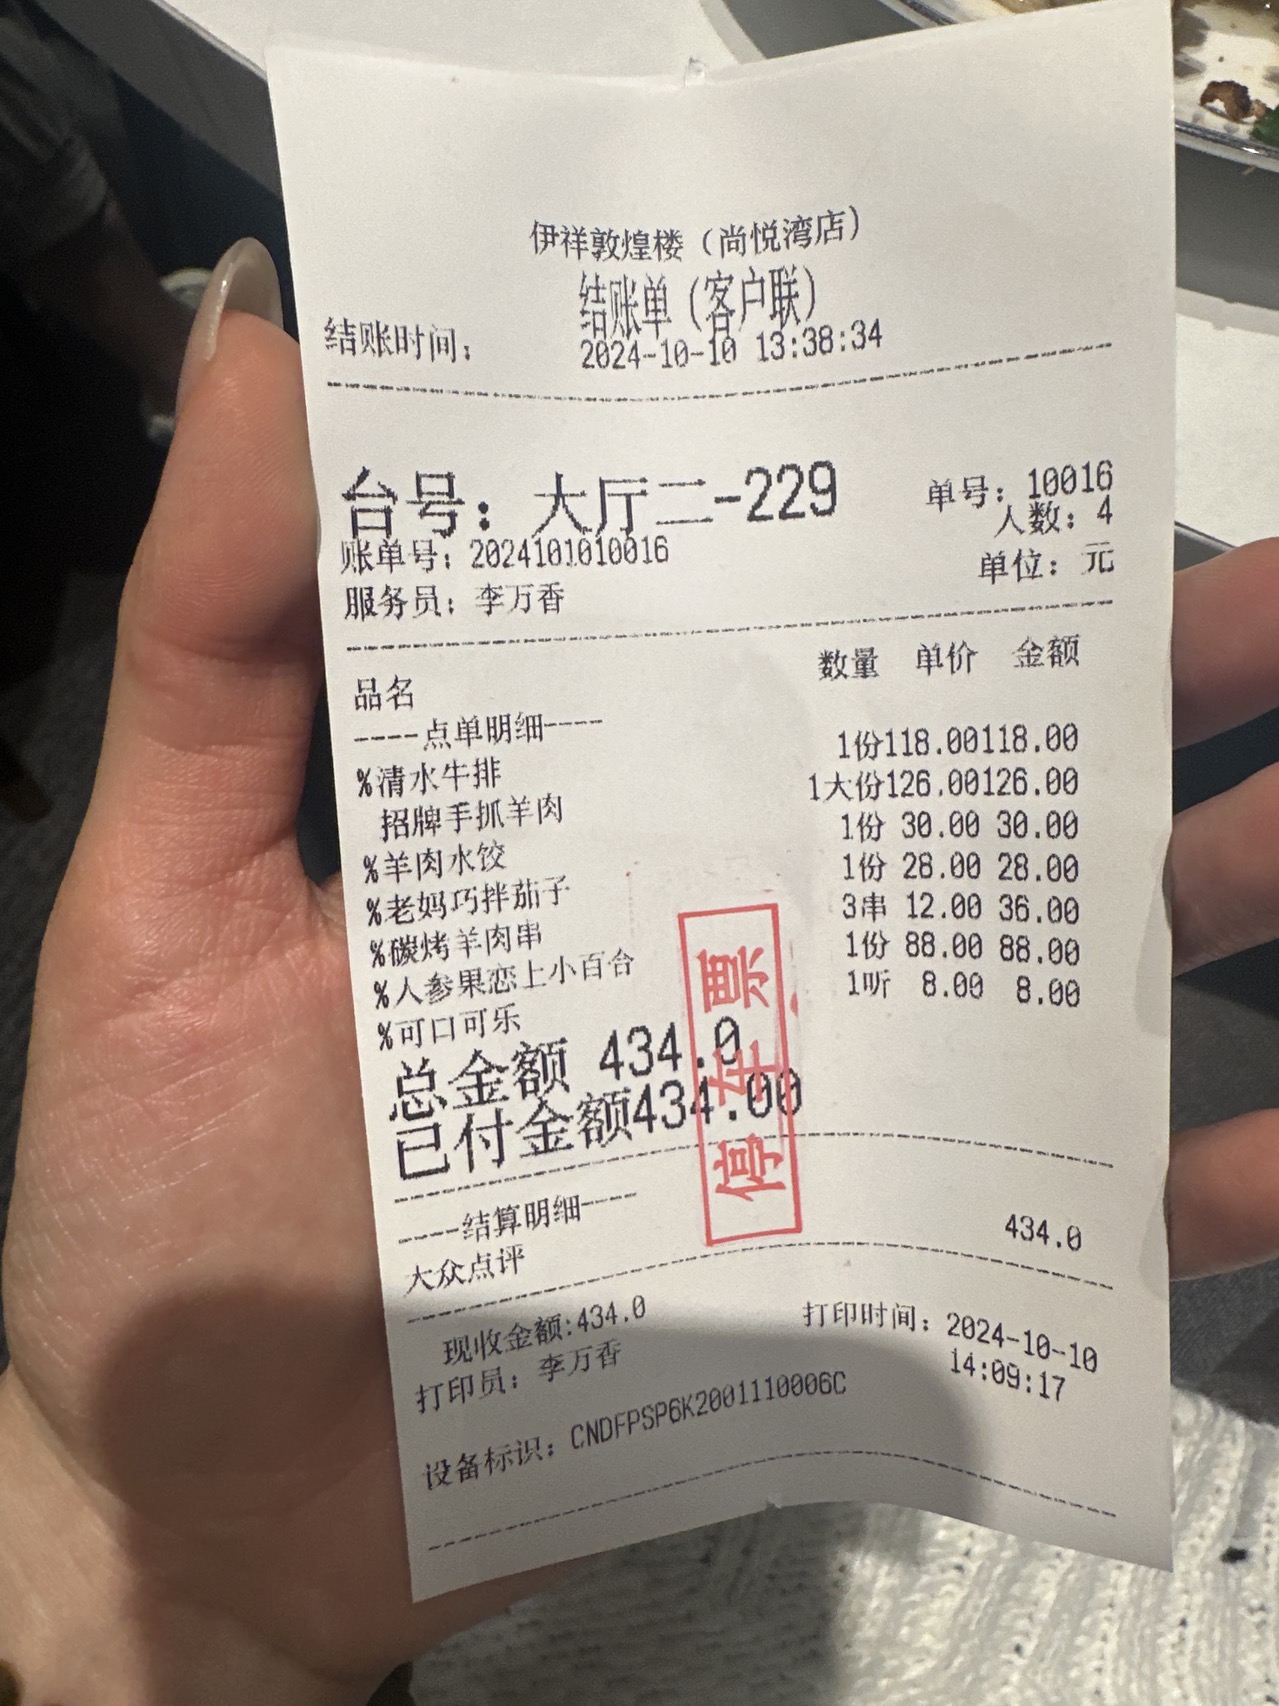 伊祥敦煌楼（尚悦湾店）
结账单（客户联）
结账时间： 2024-10-10 13:38:34
台号：大厅二-229 单号：10016
人数：4
账单号：2024101010016
单位：元
服务员：李万香
品名 数量 单价 金额
----点单明细----
%清水牛排 1份118.00118.00
招牌手抓羊肉 1大份126.00126.00
%羊肉水饺 1份 30.00 30.00
%老妈巧拌茄子 1份 28.00 28.00
%碳烤羊肉串 3串 12.00 36.00
%人参果恋上小百合 1份 88.00 88.00
%可口可乐 1听 8.00 8.00
总金额 434.0
已付金额434.00
停车票
----结算明细----
大众点评 434.0
现收金额:434.0
打印员：李万香 打印时间：2024-10-10
14:09:17
设备标识：CNDFPSP6K2001110006C